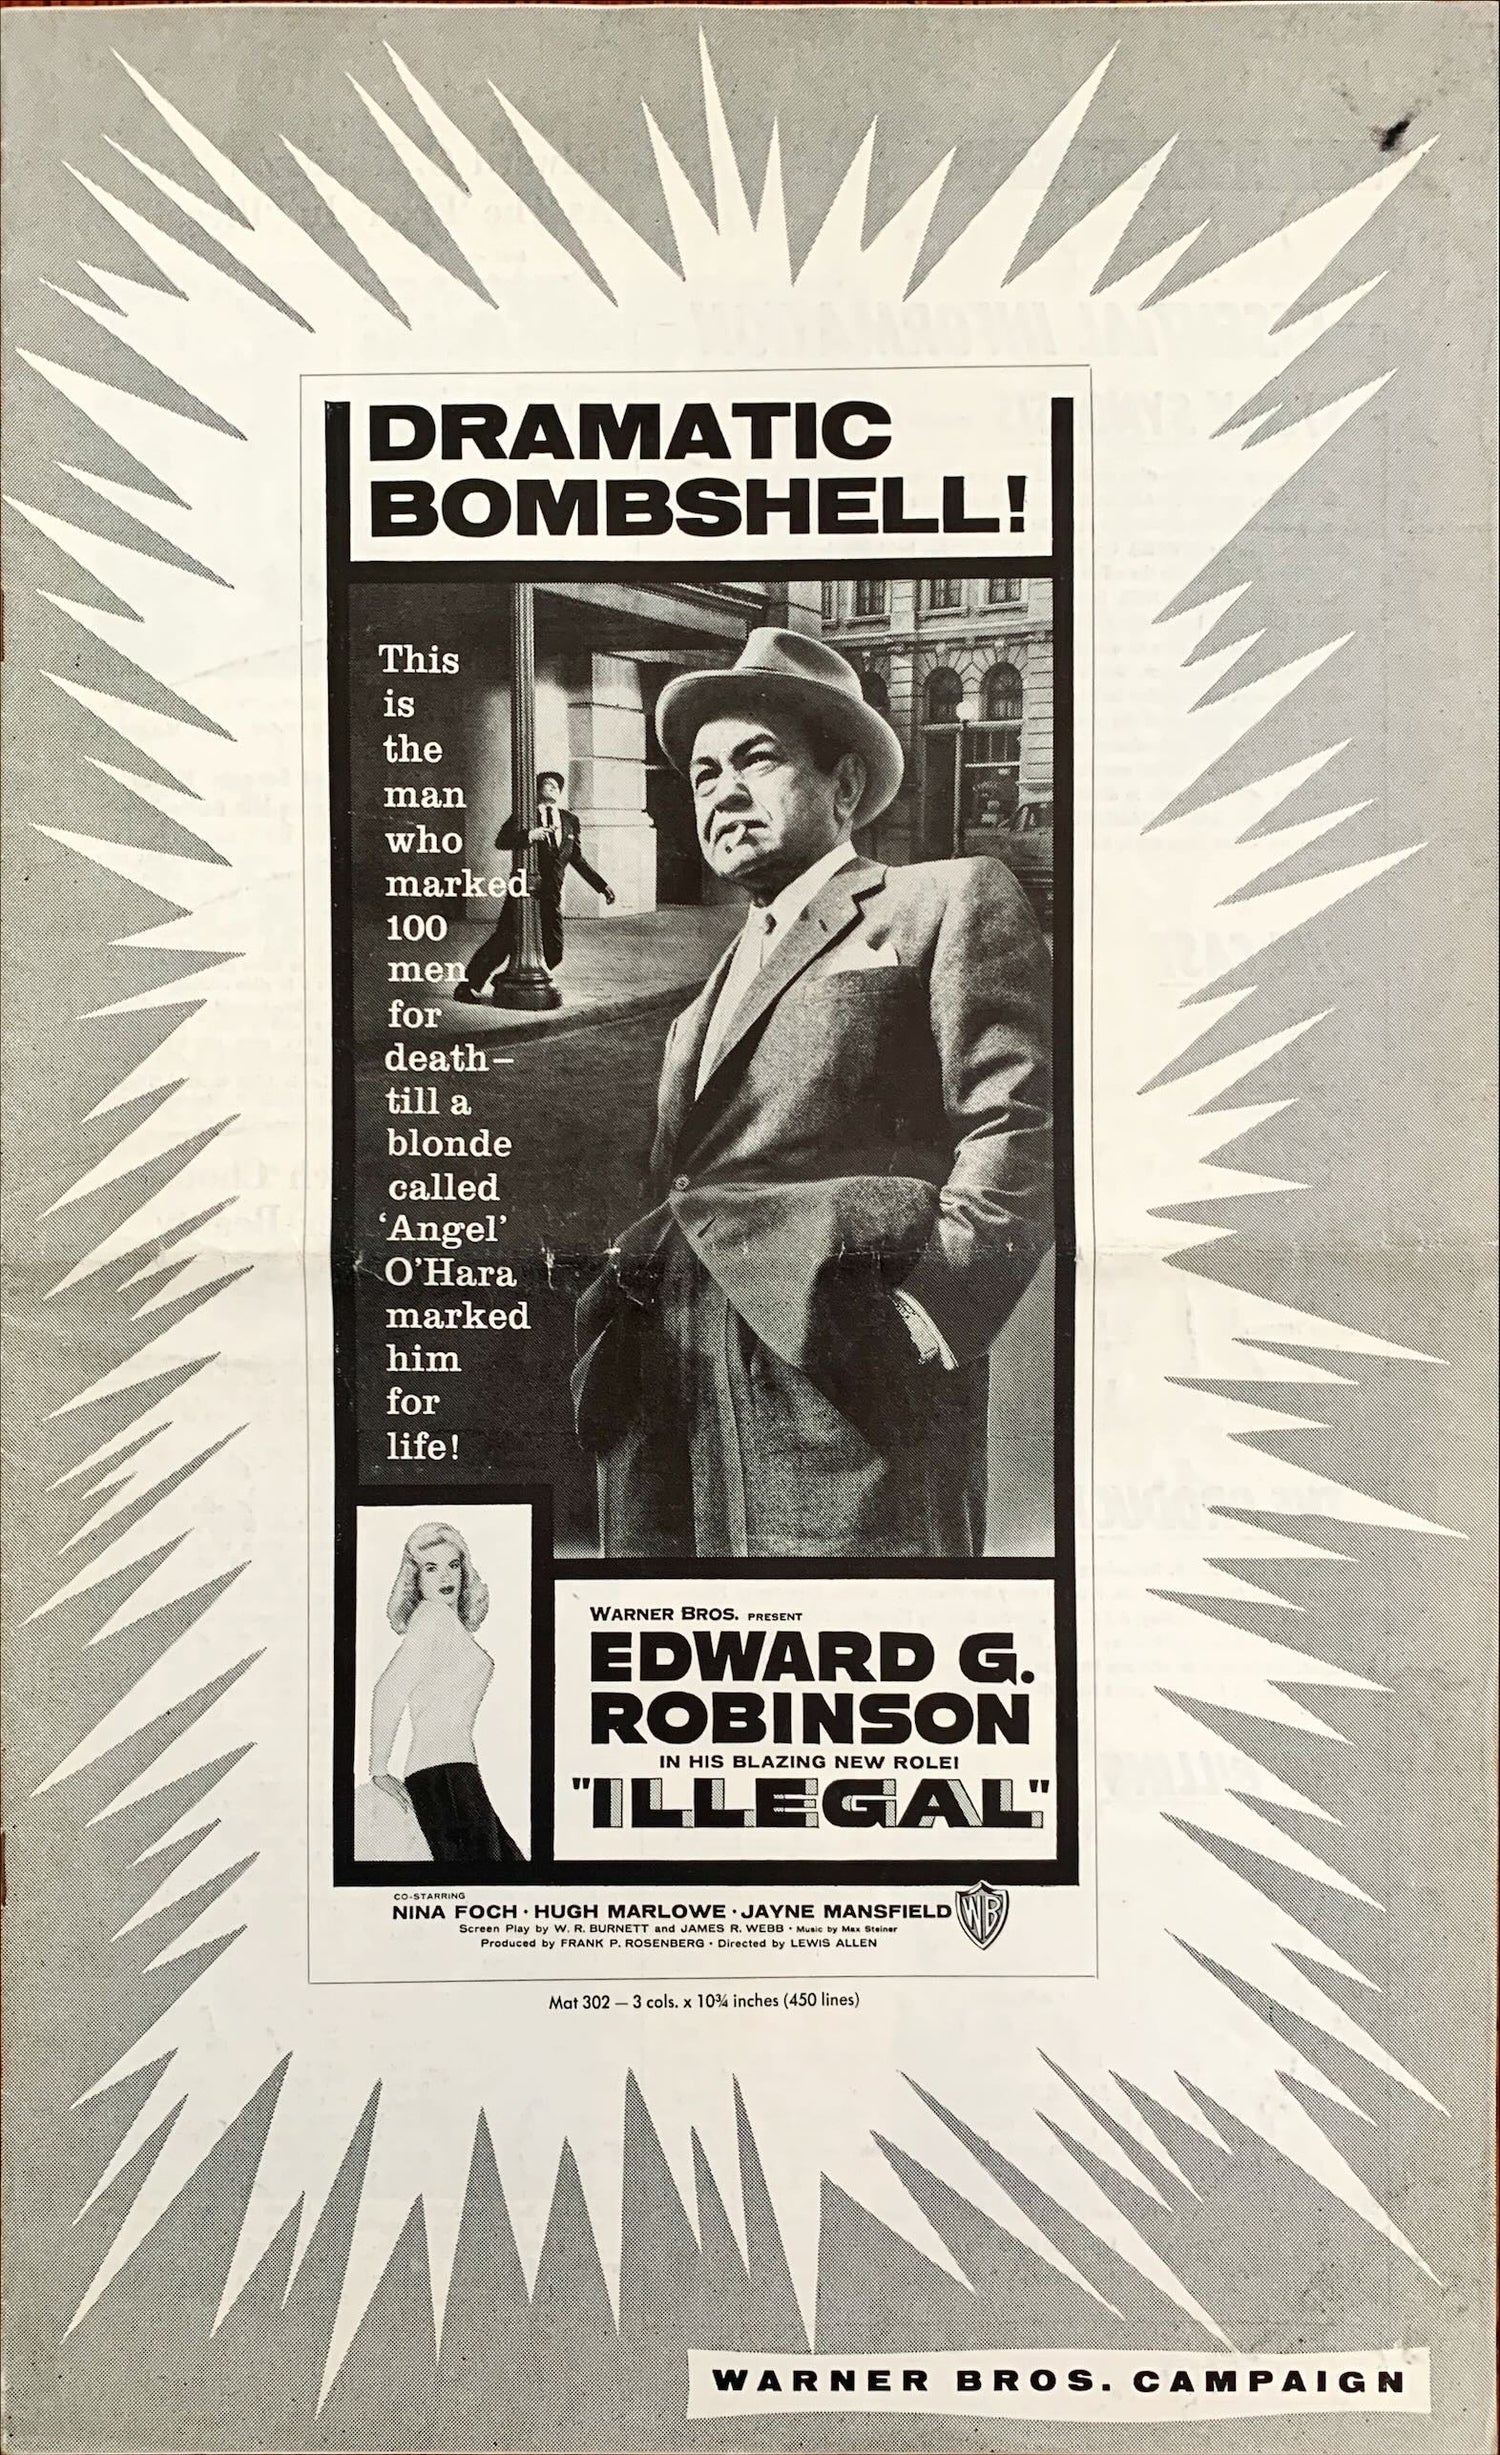 DRAMATIC
BOMBSHELL!
This
is
the
man
who
marked
100
men
for
death–
till a
blonde
called
‘Angel’
O'Hara
marked
him
for
life!
WARNER BROS. PRESENT
EDWARD G.
ROBINSON
IN HIS BLAZING NEW ROLE!
"ILLEGAL"
CO-STARRING
NINA FOCH · HUGH MARLOWE · JAYNE MANSFIELD
WB
Screen Play by W. R. BURNETT and JAMES R. WEBB · Music by Max Steiner
Produced by FRANK P. ROSENBERG · Directed by LEWIS ALLEN
Mat 302 — 3 cols. x 10¾ inches (450 lines)
WARNER BROS. CAMPAIGN